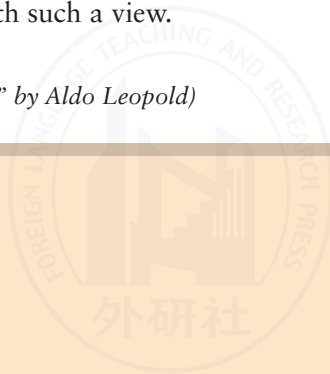 th such a view.
” by Aldo Leopold)
FOREIGN LANGUAGE TEACHING AND RESEARCH PRESS
外研社